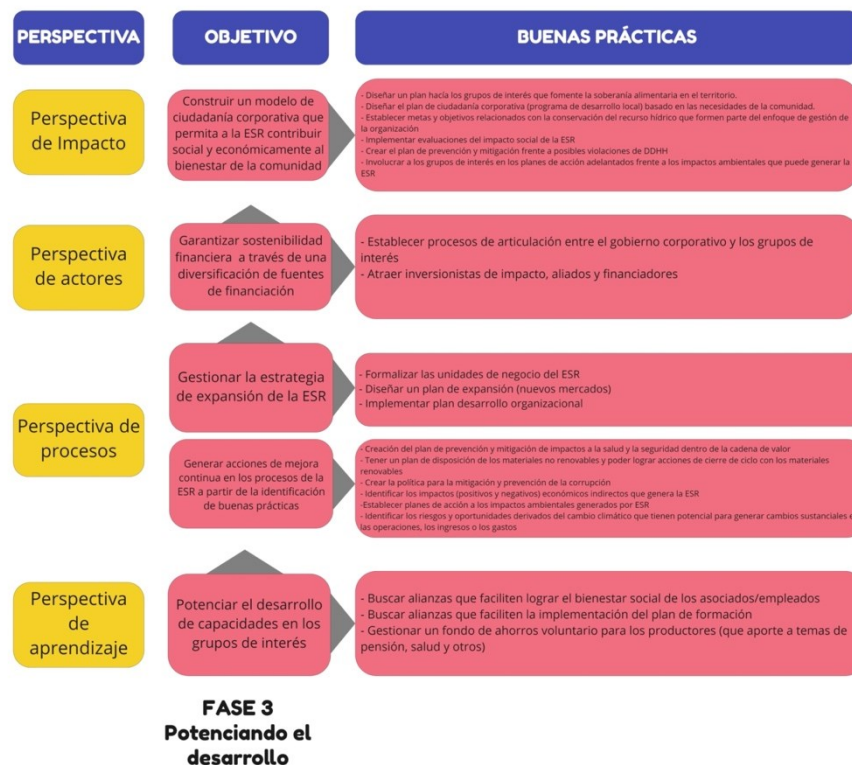 PERSPECTIVA
OBJETIVO
BUENAS PRÁCTICAS
Perspectiva
de Impacto
Construir un modelo de
ciudadanía corporativa que
permita a la ESR contribuir
social y económicamente al
bienestar de la comunidad
- Diseñar un plan hacía los grupos de interés que fomente la soberanía alimentaria en el territorio.
- Diseñar el plan de ciudadanía corporativa (programa de desarrollo local) basado en las necesidades de la comunidad.
- Establecer metas y objetivos relacionados con la conservación del recurso hídrico que formen parte del enfoque de gestión de
la organización
- Implementar evaluaciones del impacto social de la ESR
- Crear el plan de prevención y mitigación frente a posibles violaciones de DDHH
- Involucrar a los grupos de interés en los planes de acción adelantados frente a los impactos ambientales que puede generar la
ESR
Perspectiva
de actores
Garantizar sostenibilidad
financiera a través de una
diversificación de fuentes
de financiación
- Establecer procesos de articulación entre el gobierno corporativo y los grupos de
interés
- Atraer inversionistas de impacto, aliados y financiadores
Perspectiva de
procesos
Gestionar la estrategia
de expansión de la ESR
- Formalizar las unidades de negocio del ESR
- Diseñar un plan de expansión (nuevos mercados)
- Implementar plan desarrollo organizacional
Generar acciones de mejora
continua en los procesos de la
ESR a partir de la identificación
de buenas prácticas
- Creación del plan de prevención y mitigación de impactos a la salud y la seguridad dentro de la cadena de valor
- Tener un plan de disposición de los materiales no renovables y poder lograr acciones de cierre de ciclo con los materiales
renovables
- Crear la política para la mitigación y prevención de la corrupción
- Identificar los impactos (positivos y negativos) económicos indirectos que genera la ESR
-Establecer planes de acción a los impactos ambientales generados por ESR
- Identificar los riesgos y oportunidades derivados del cambio climático que tienen potencial para generar cambios sustanciales e
las operaciones, los ingresos o los gastos
Perspectiva
de
aprendizaje
Potenciar el desarrollo
de capacidades en los
grupos de interés
- Buscar alianzas que faciliten lograr el bienestar social de los asociados/empleados
- Buscar alianzas que faciliten la implementación del plan de formación
- Gestionar un fondo de ahorros voluntario para los productores (que aporte a temas de
pensión, salud y otros)
FASE 3
Potenciando el
desarrollo